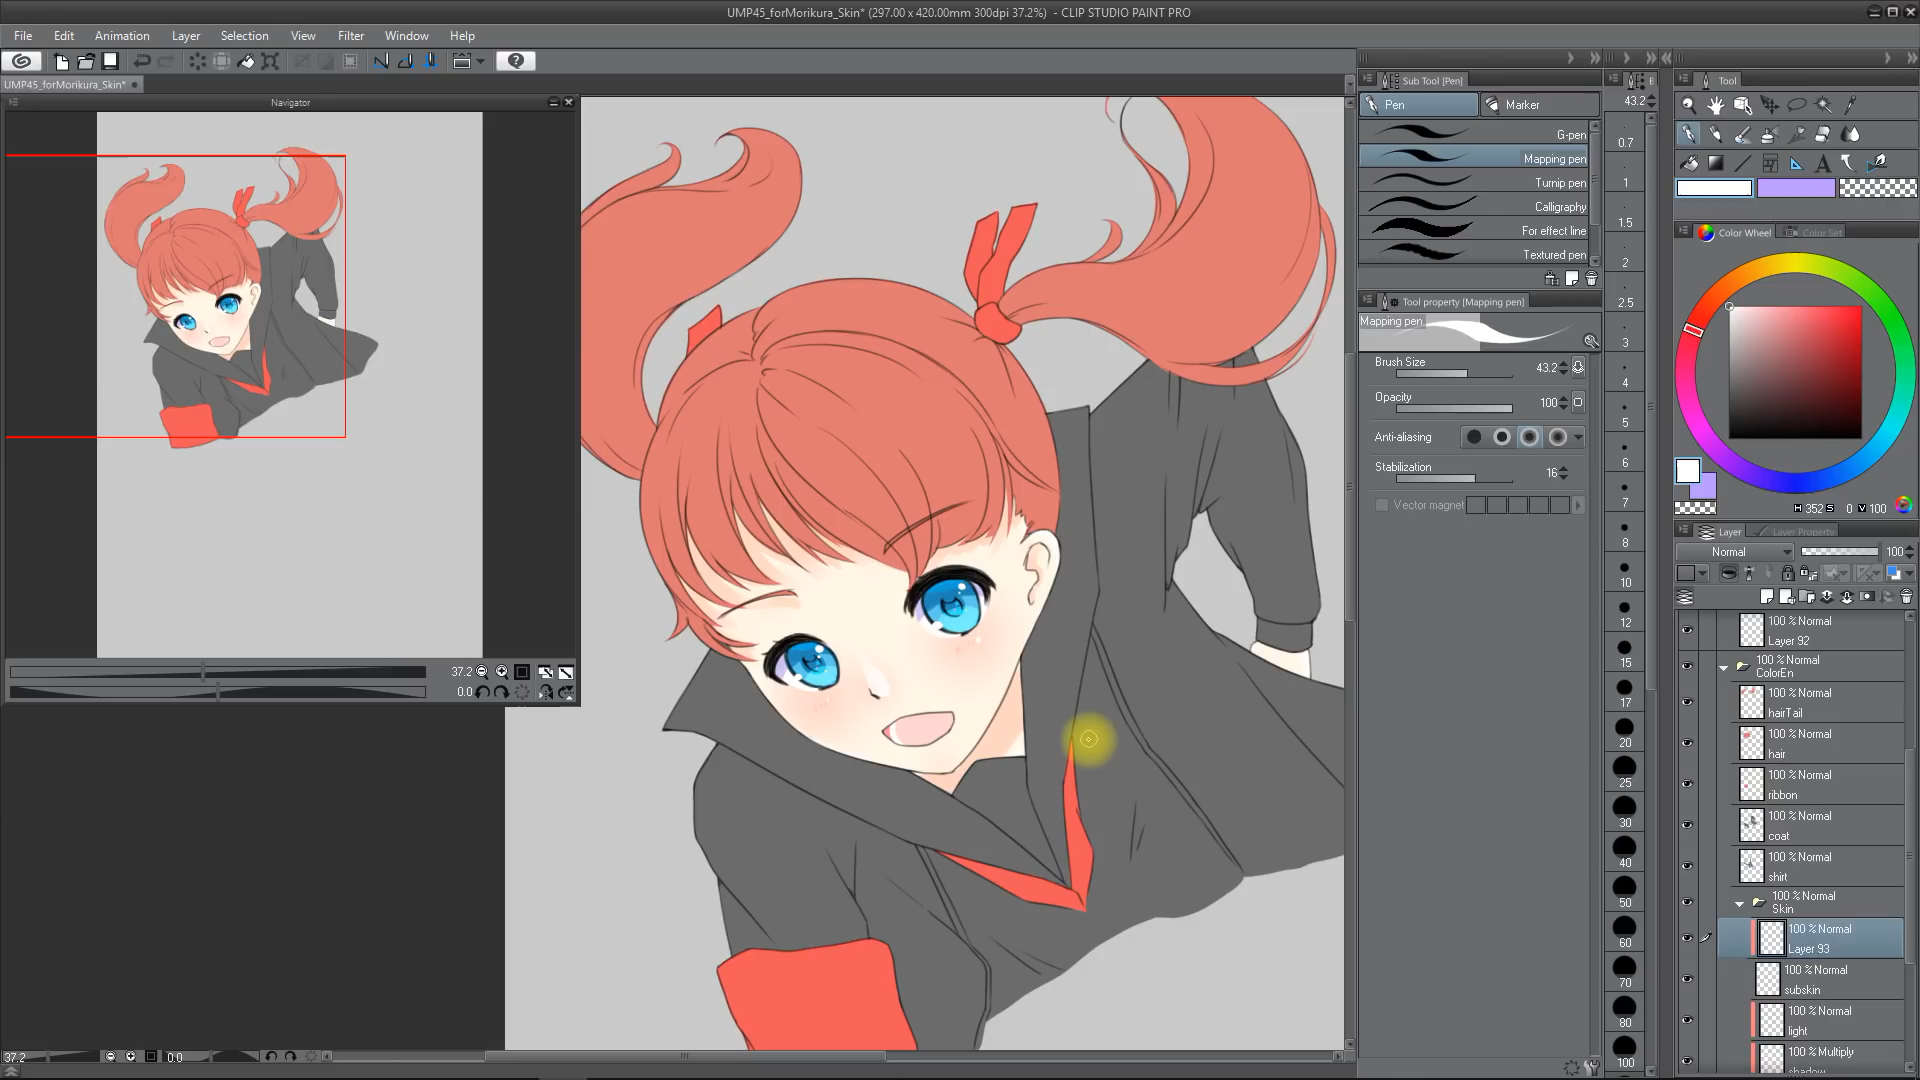 UMP45_forMorikura_Skin* (297.00 x 420.00mm 300dpi 37.2%) - CLIP STUDIO PAINT PRO
File Edit Animation Layer Selection View Filter Window Help
UMP45_forMorikura_Skin*
Navigator
37.2
0.0
37.2
0.0
Sub Tool [Pen]
Pen
Marker
G-pen
Mapping pen
Turnip pen
Calligraphy
For effect line
Textured pen
Tool property [Mapping pen]
Mapping pen
Brush Size
43.2
Opacity
100
Anti-aliasing
Stabilization
16
Vector magnet
43.2
0.7
1
1.5
2
2.5
3
4
5
6
7
8
10
12
15
17
20
25
30
40
50
60
70
80
100
Tool
Color Wheel
Color Set
H 352 S 0 V 100
Layer
Layer Property
Normal
100
100 % Normal
Layer 92
100 % Normal
ColorEn
100 % Normal
hairTail
100 % Normal
hair
100 % Normal
ribbon
100 % Normal
coat
100 % Normal
shirt
100 % Normal
Skin
100 % Normal
Layer 93
100 % Normal
subskin
100 % Normal
light
100 % Multiply
shadow